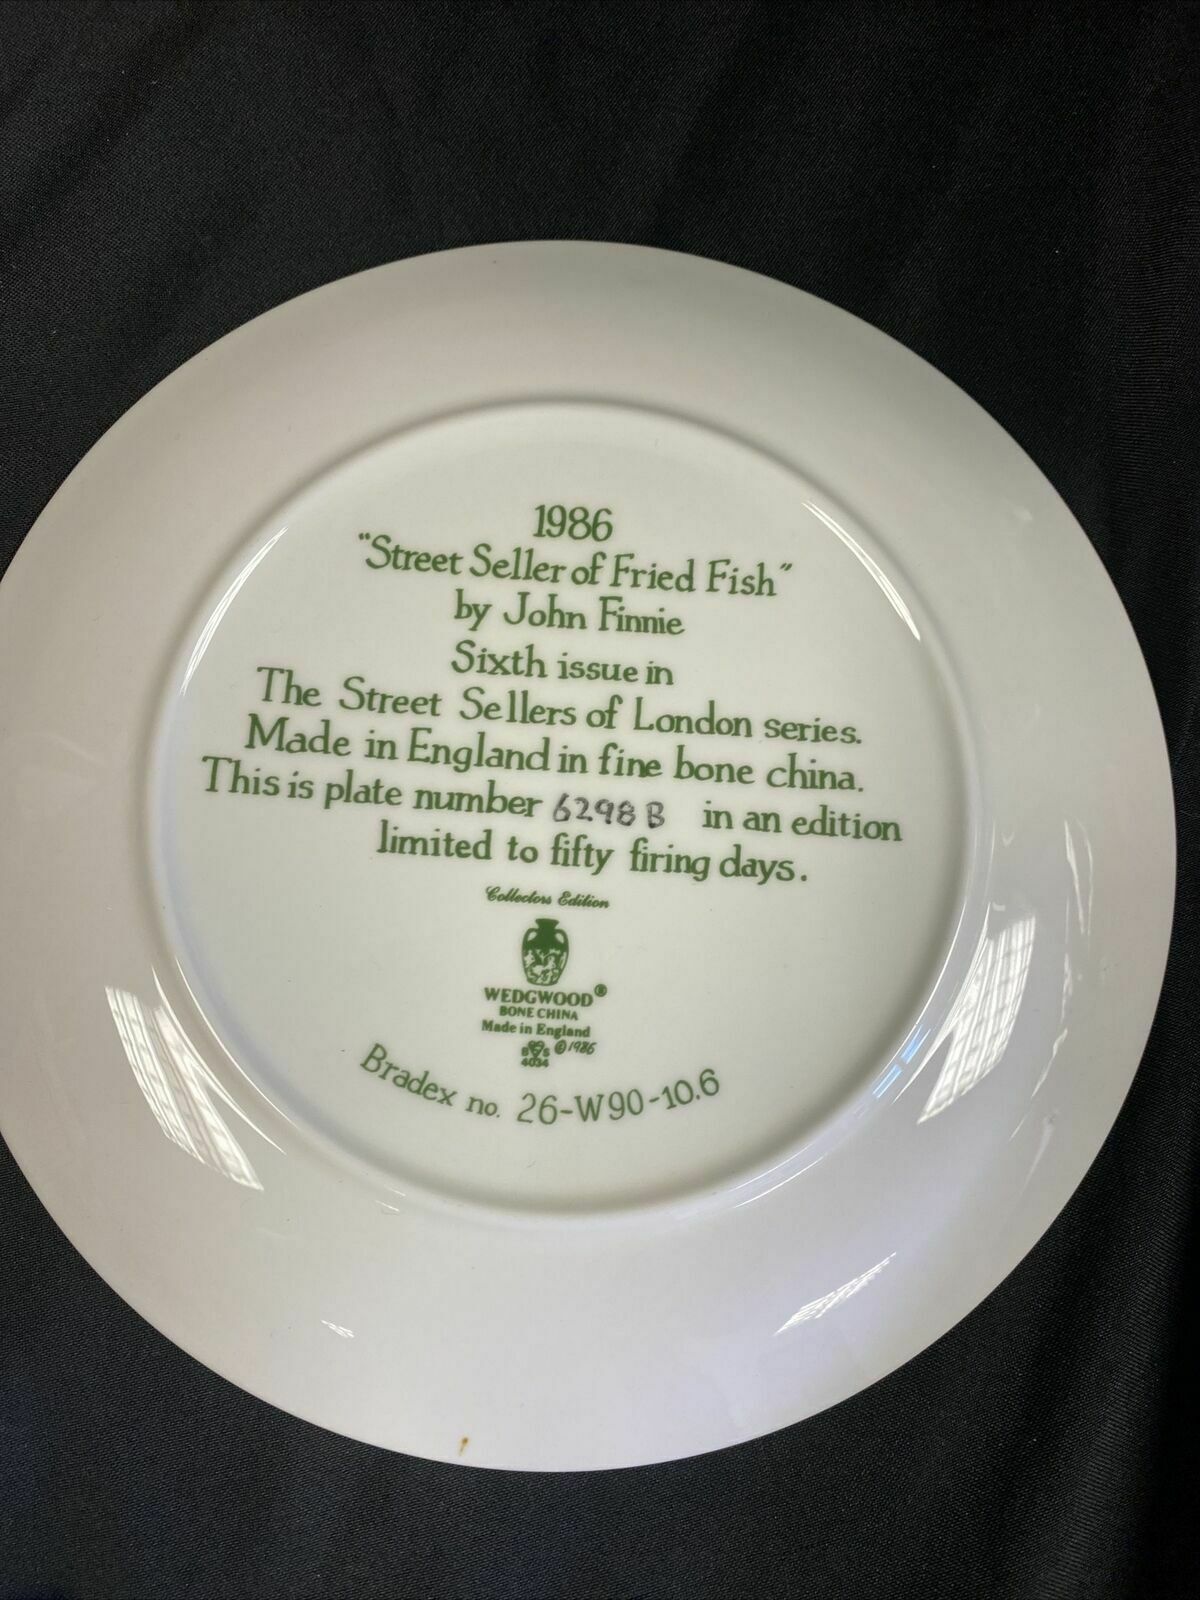 1986
"Street Seller of Fried Fish"
by John Finnie
Sixth issue in
The Street Sellers of London series.
Made in England in fine bone china.
This is plate number 6298 B in an edition
limited to fifty firing days.
Collectors Edition
WEDGWOOD®
BONE CHINA
Made in England
©1986
4034
Bradex no. 26-W90-10.6